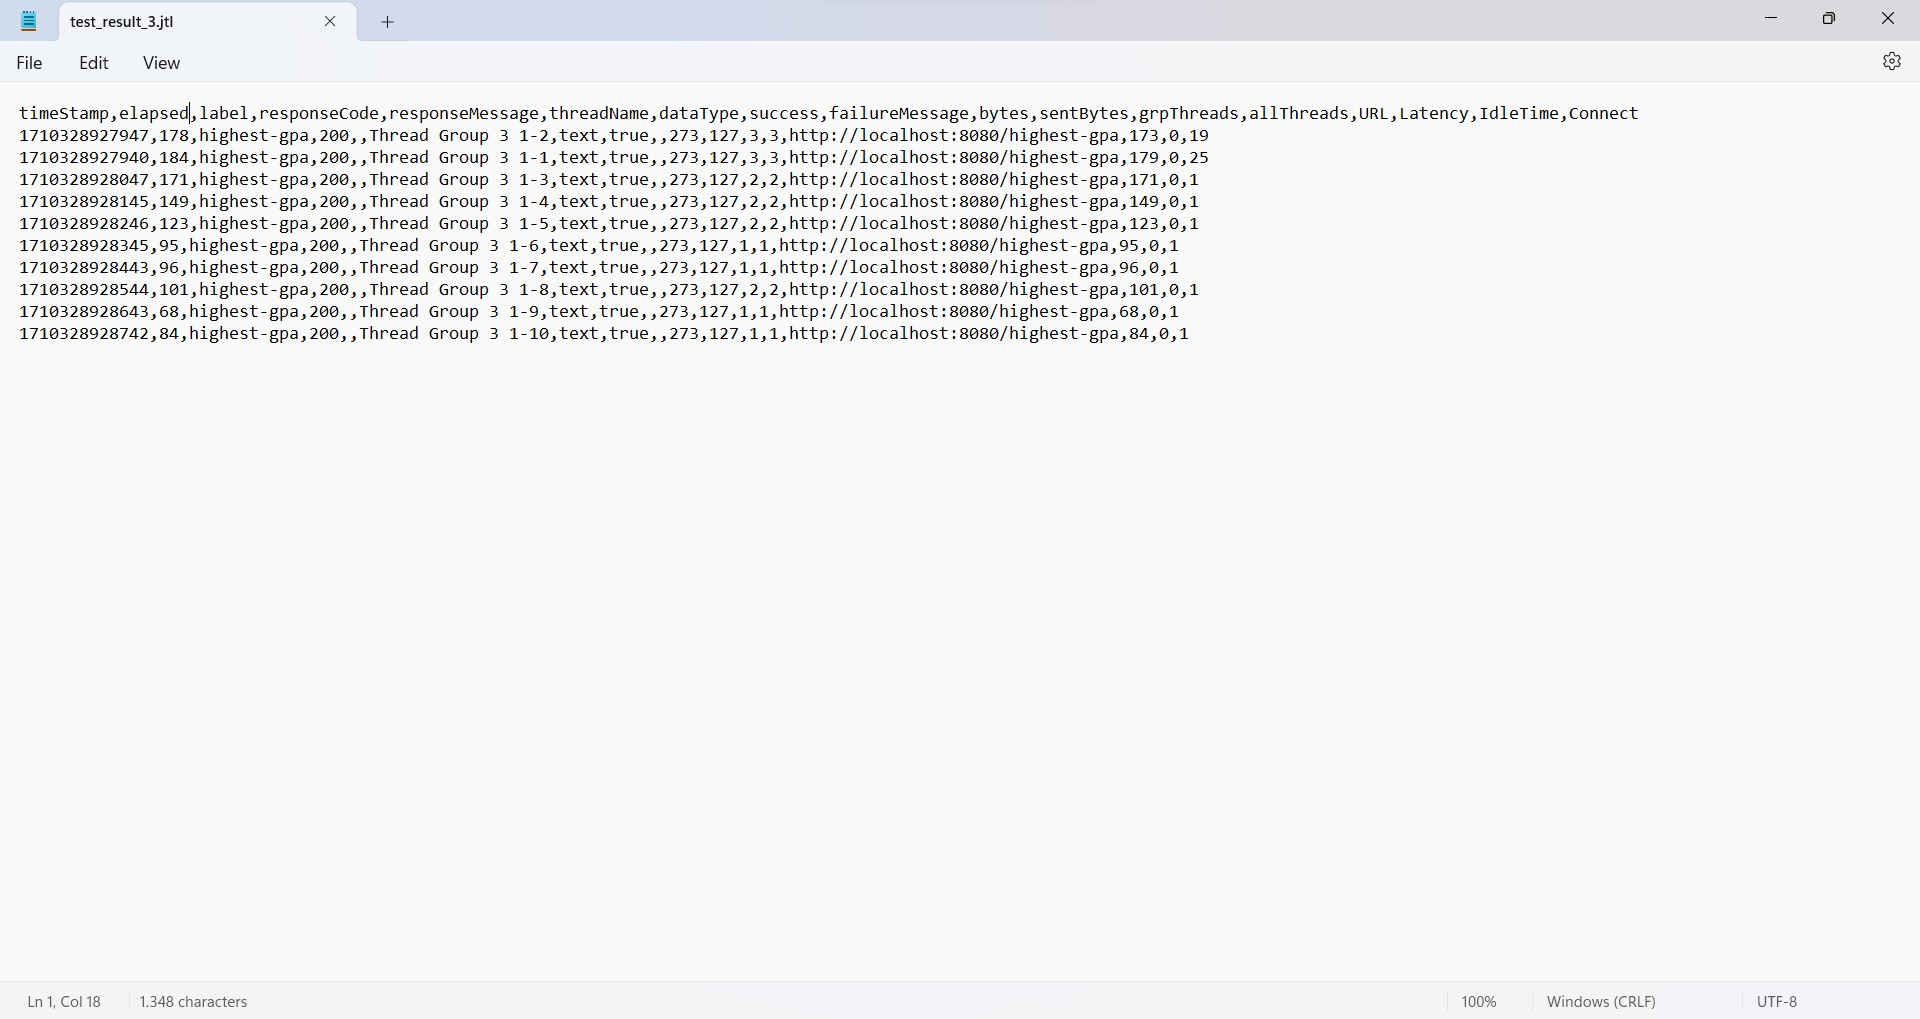 test_result_3.jtl
File Edit View
timeStamp,elapsed,label,responseCode,responseMessage,threadName,dataType,success,failureMessage,bytes,sentBytes,grpThreads,allThreads,URL,Latency,IdleTime,Connect
1710328927947,178,highest-gpa,200,,Thread Group 3 1-2,text,true,,273,127,3,3,http://localhost:8080/highest-gpa,173,0,19
1710328927940,184,highest-gpa,200,,Thread Group 3 1-1,text,true,,273,127,3,3,http://localhost:8080/highest-gpa,179,0,25
1710328928047,171,highest-gpa,200,,Thread Group 3 1-3,text,true,,273,127,2,2,http://localhost:8080/highest-gpa,171,0,1
1710328928145,149,highest-gpa,200,,Thread Group 3 1-4,text,true,,273,127,2,2,http://localhost:8080/highest-gpa,149,0,1
1710328928246,123,highest-gpa,200,,Thread Group 3 1-5,text,true,,273,127,2,2,http://localhost:8080/highest-gpa,123,0,1
1710328928345,95,highest-gpa,200,,Thread Group 3 1-6,text,true,,273,127,1,1,http://localhost:8080/highest-gpa,95,0,1
1710328928443,96,highest-gpa,200,,Thread Group 3 1-7,text,true,,273,127,1,1,http://localhost:8080/highest-gpa,96,0,1
1710328928544,101,highest-gpa,200,,Thread Group 3 1-8,text,true,,273,127,2,2,http://localhost:8080/highest-gpa,101,0,1
1710328928643,68,highest-gpa,200,,Thread Group 3 1-9,text,true,,273,127,1,1,http://localhost:8080/highest-gpa,68,0,1
1710328928742,84,highest-gpa,200,,Thread Group 3 1-10,text,true,,273,127,1,1,http://localhost:8080/highest-gpa,84,0,1
Ln 1, Col 18 1.348 characters 100% Windows (CRLF) UTF-8